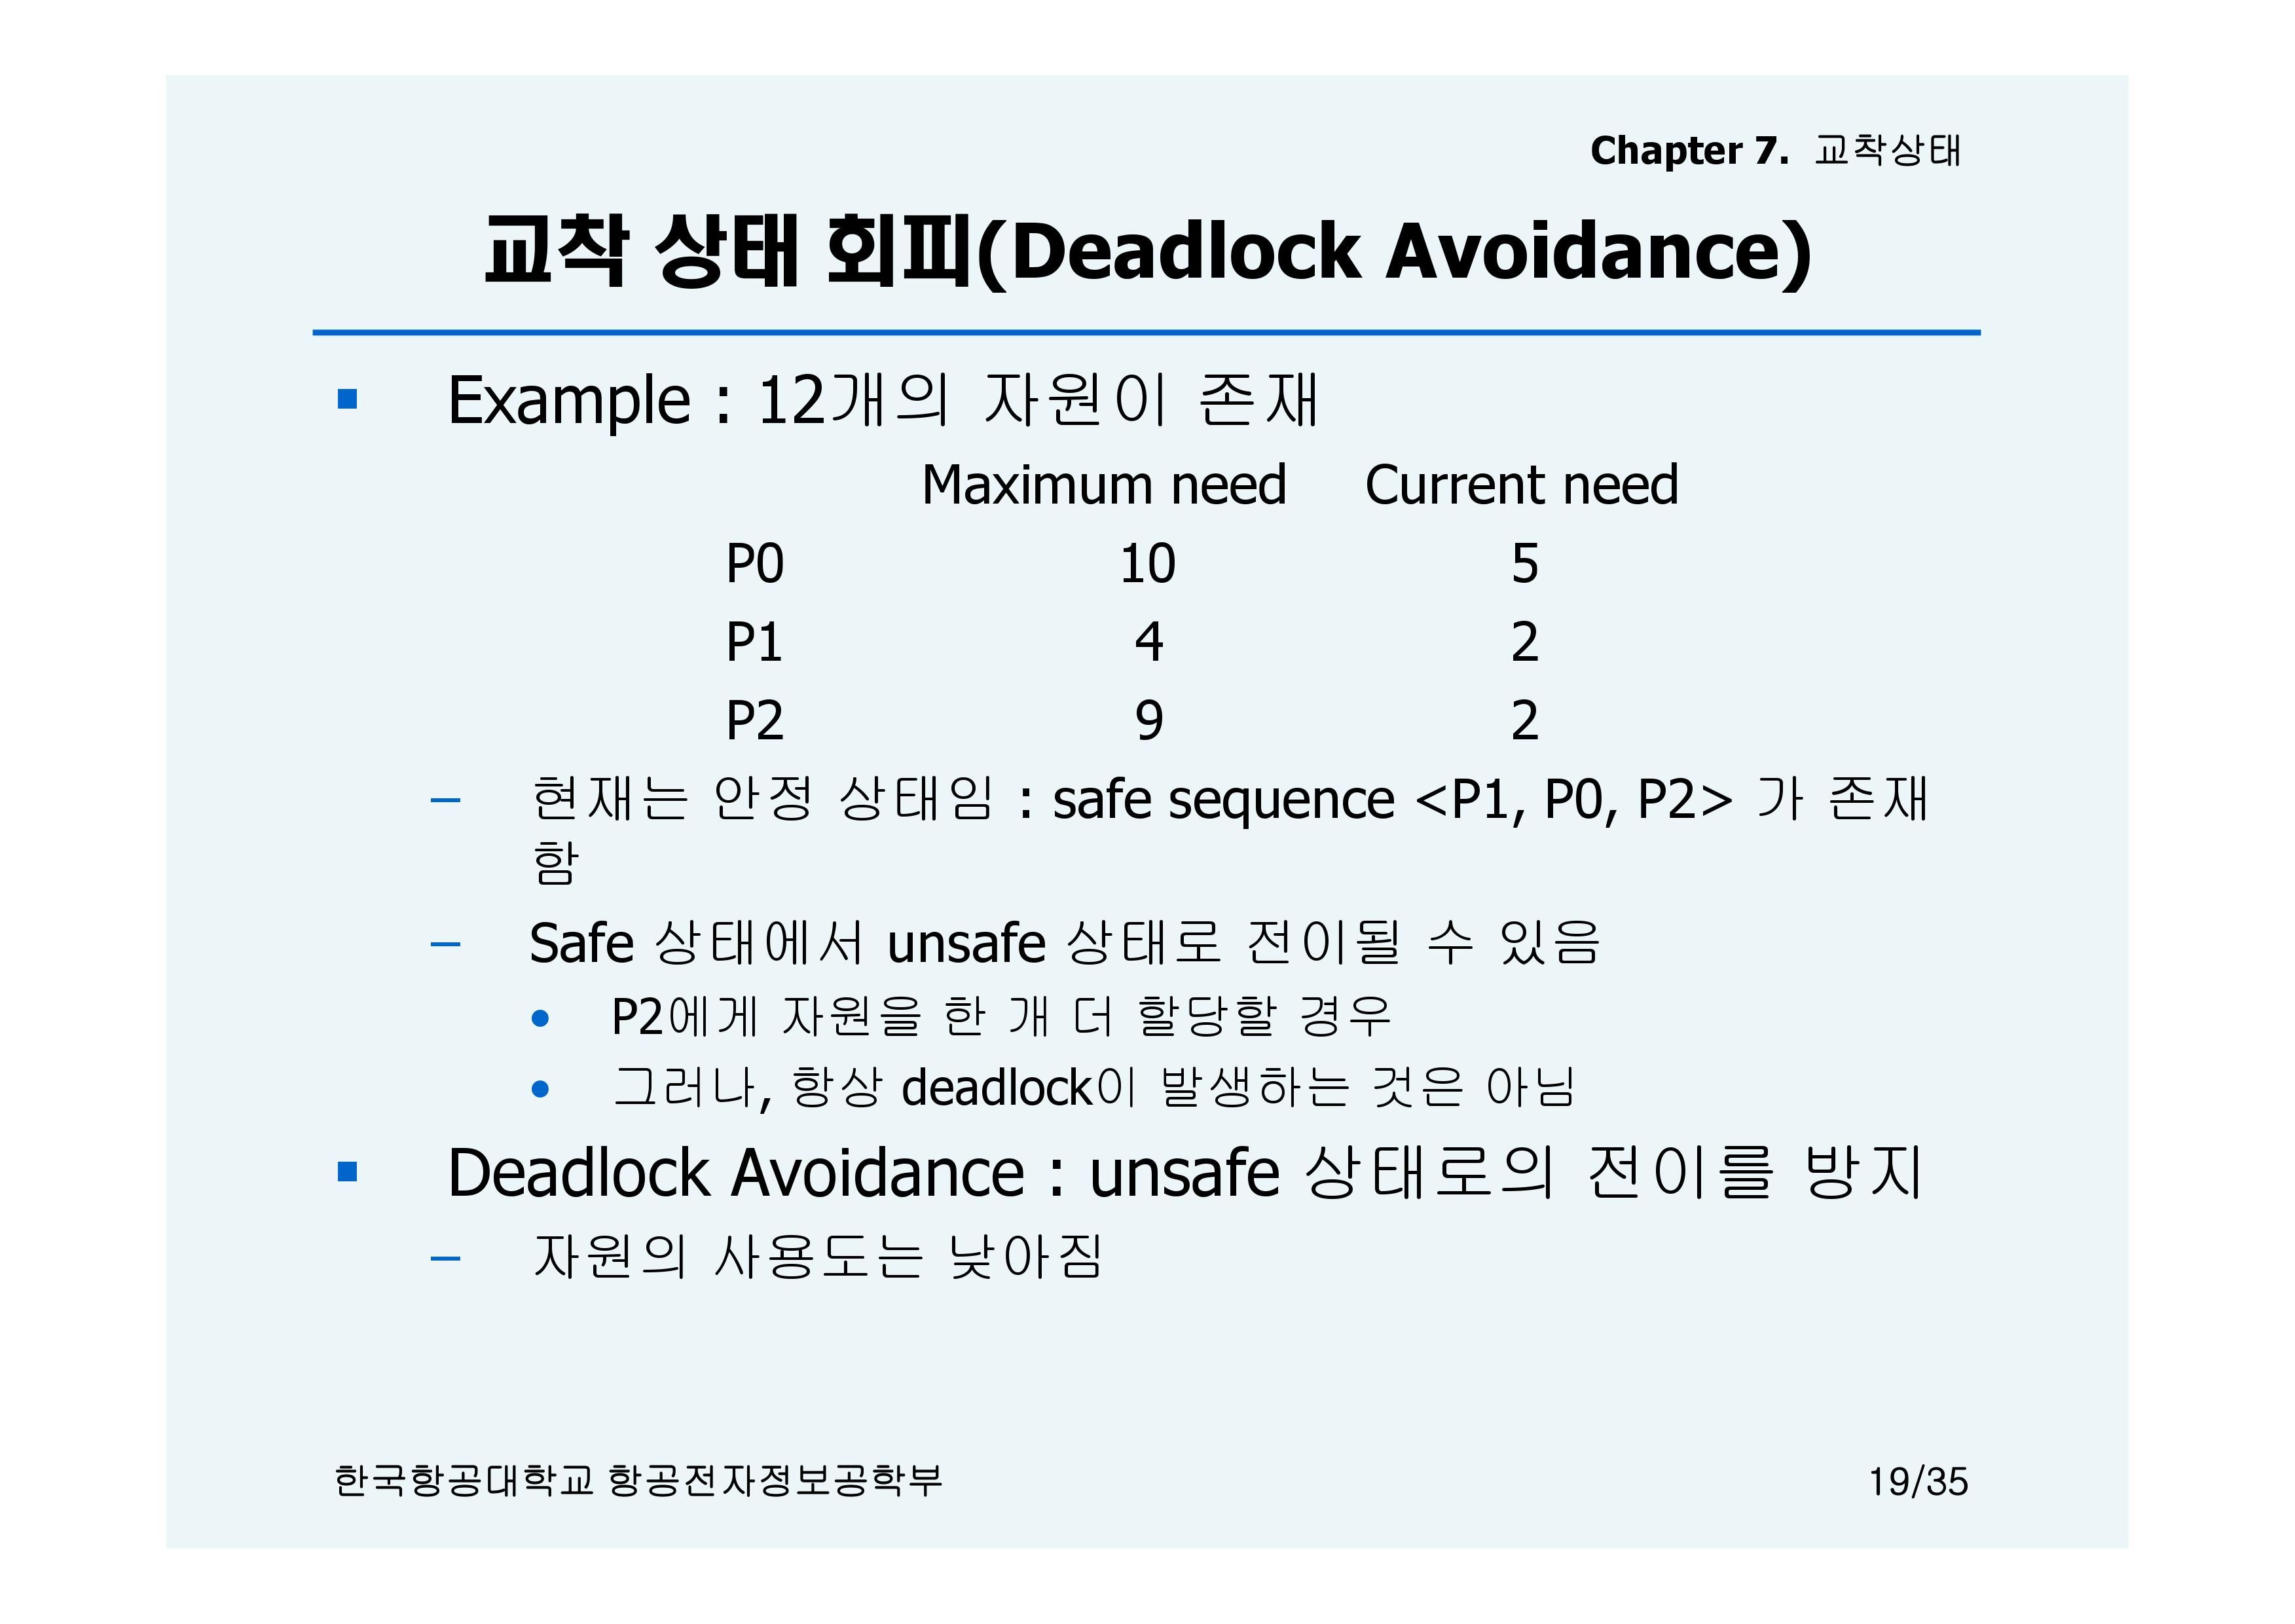 Chapter 7. 교착상태
교착 상태 회피(Deadlock Avoidance)
▪ Example : 12개의 자원이 존재
Maximum need Current need
P0 10 5
P1 4 2
P2 9 2
– 현재는 안정 상태임 : safe sequence <P1, P0, P2> 가 존재
함
– Safe 상태에서 unsafe 상태로 전이될 수 있음
• P2에게 자원을 한 개 더 할당할 경우
• 그러나, 항상 deadlock이 발생하는 것은 아님
▪ Deadlock Avoidance : unsafe 상태로의 전이를 방지
– 자원의 사용도는 낮아짐
한국항공대학교 항공전자정보공학부 19/35